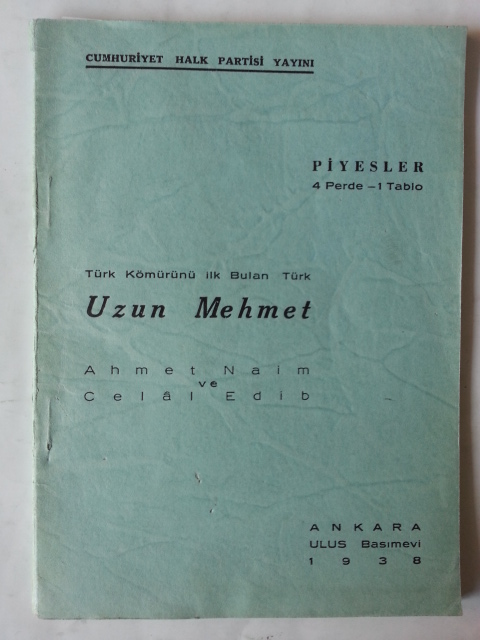 CUMHURİYET HALK PARTİSİ YAYINI
PİYESLER
4 Perde – 1 Tablo
Türk Kömürünü ilk Bulan Türk
Uzun Mehmet
Ahmet Naim
ve
Celâl Edib
ANKARA
ULUS Basımevi
1938